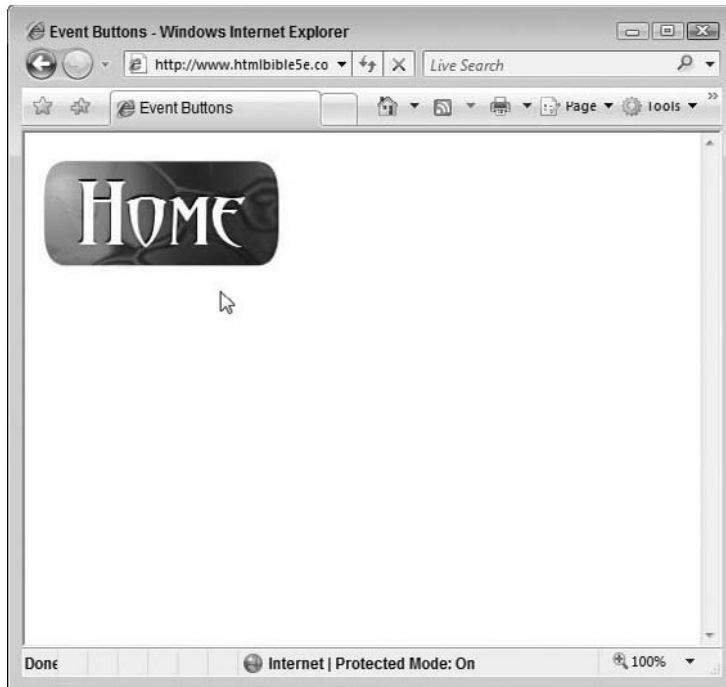 Event Buttons - Windows Internet Explorer
http://www.htmlbible5e.co
Live Search
Event Buttons
Page
Tools
HOME
Done
Internet | Protected Mode: On
100%